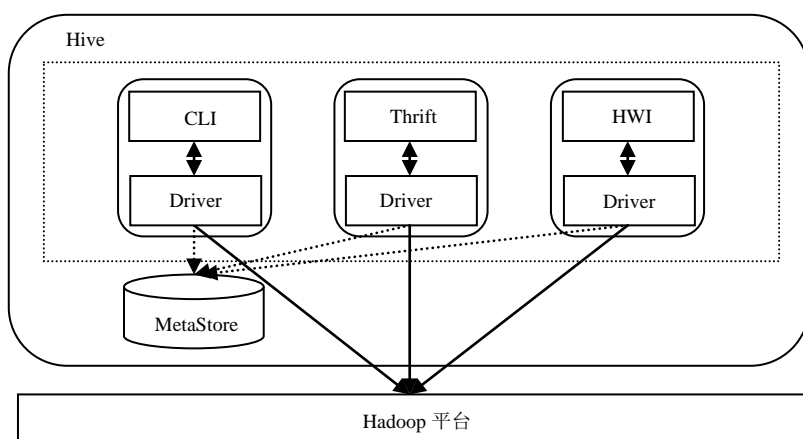 Hive
CLI
Thrift
HWI
Driver
Driver
Driver
MetaStore
Hadoop 平台